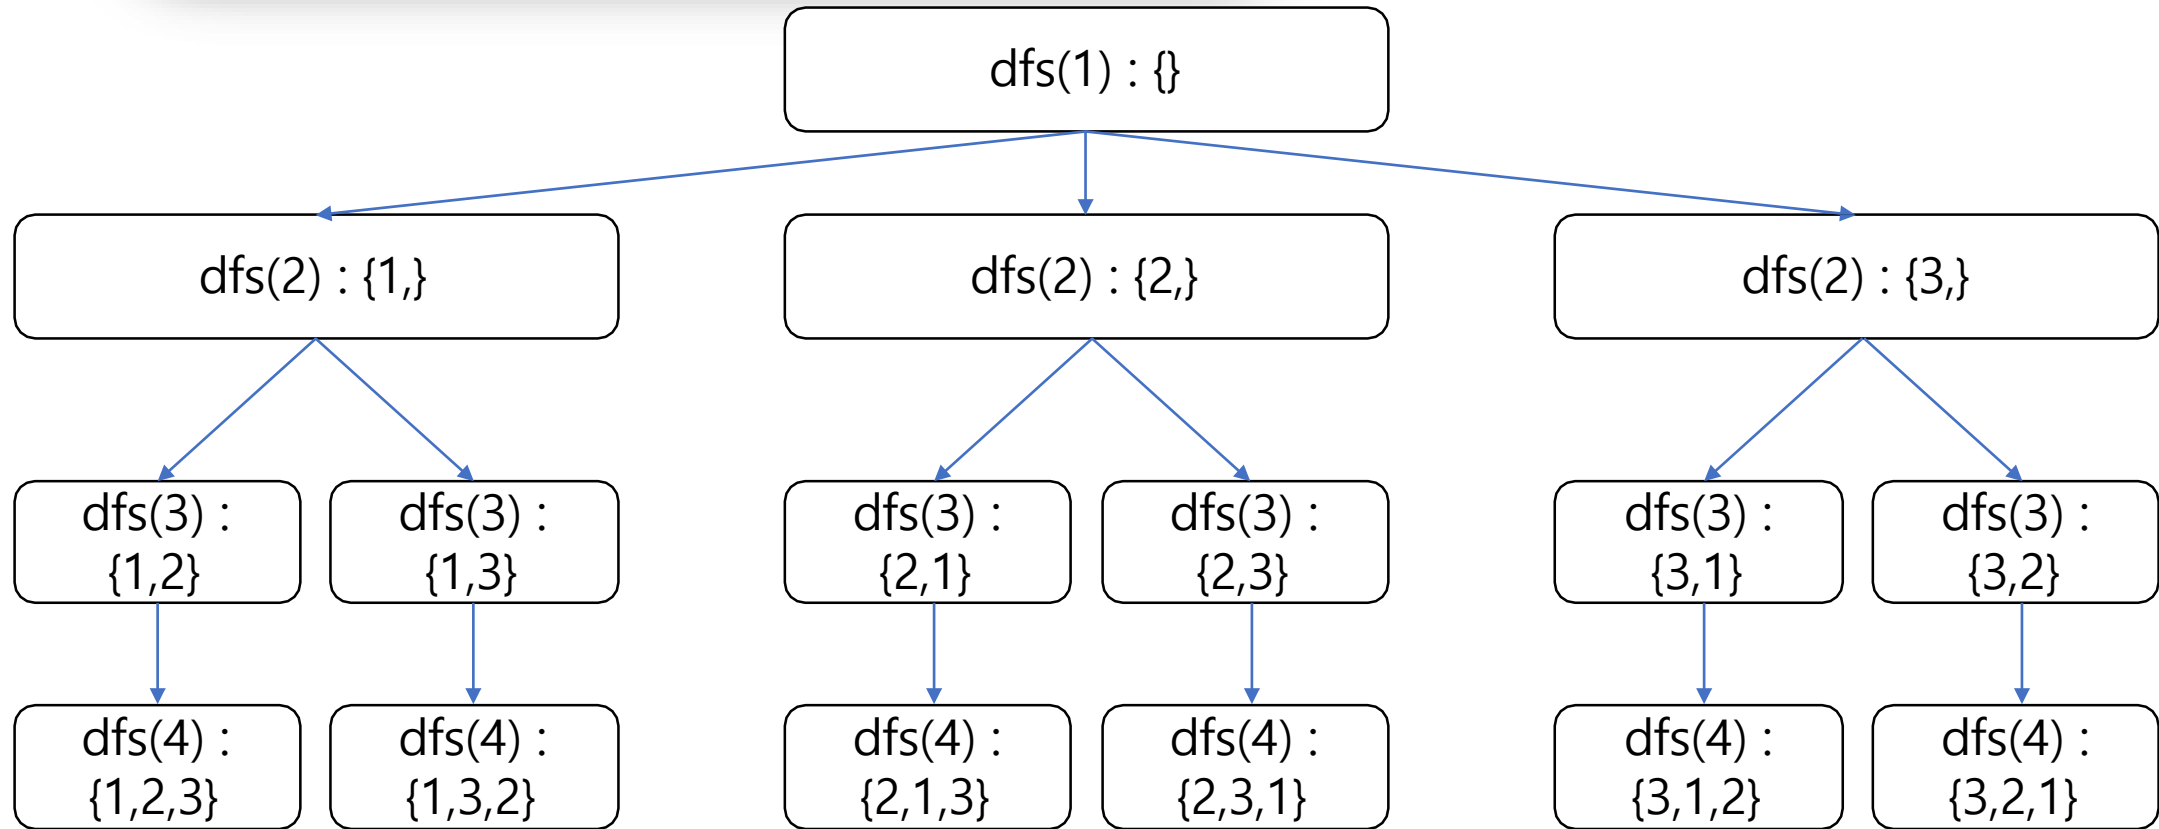 dfs(1) : {}
dfs(2) : {1,}
dfs(2) : {2,}
dfs(2) : {3,}
dfs(3) :
{1,2}
dfs(3) :
{1,3}
dfs(3) :
{2,1}
dfs(3) :
{2,3}
dfs(3) :
{3,1}
dfs(3) :
{3,2}
dfs(4) :
{1,2,3}
dfs(4) :
{1,3,2}
dfs(4) :
{2,1,3}
dfs(4) :
{2,3,1}
dfs(4) :
{3,1,2}
dfs(4) :
{3,2,1}